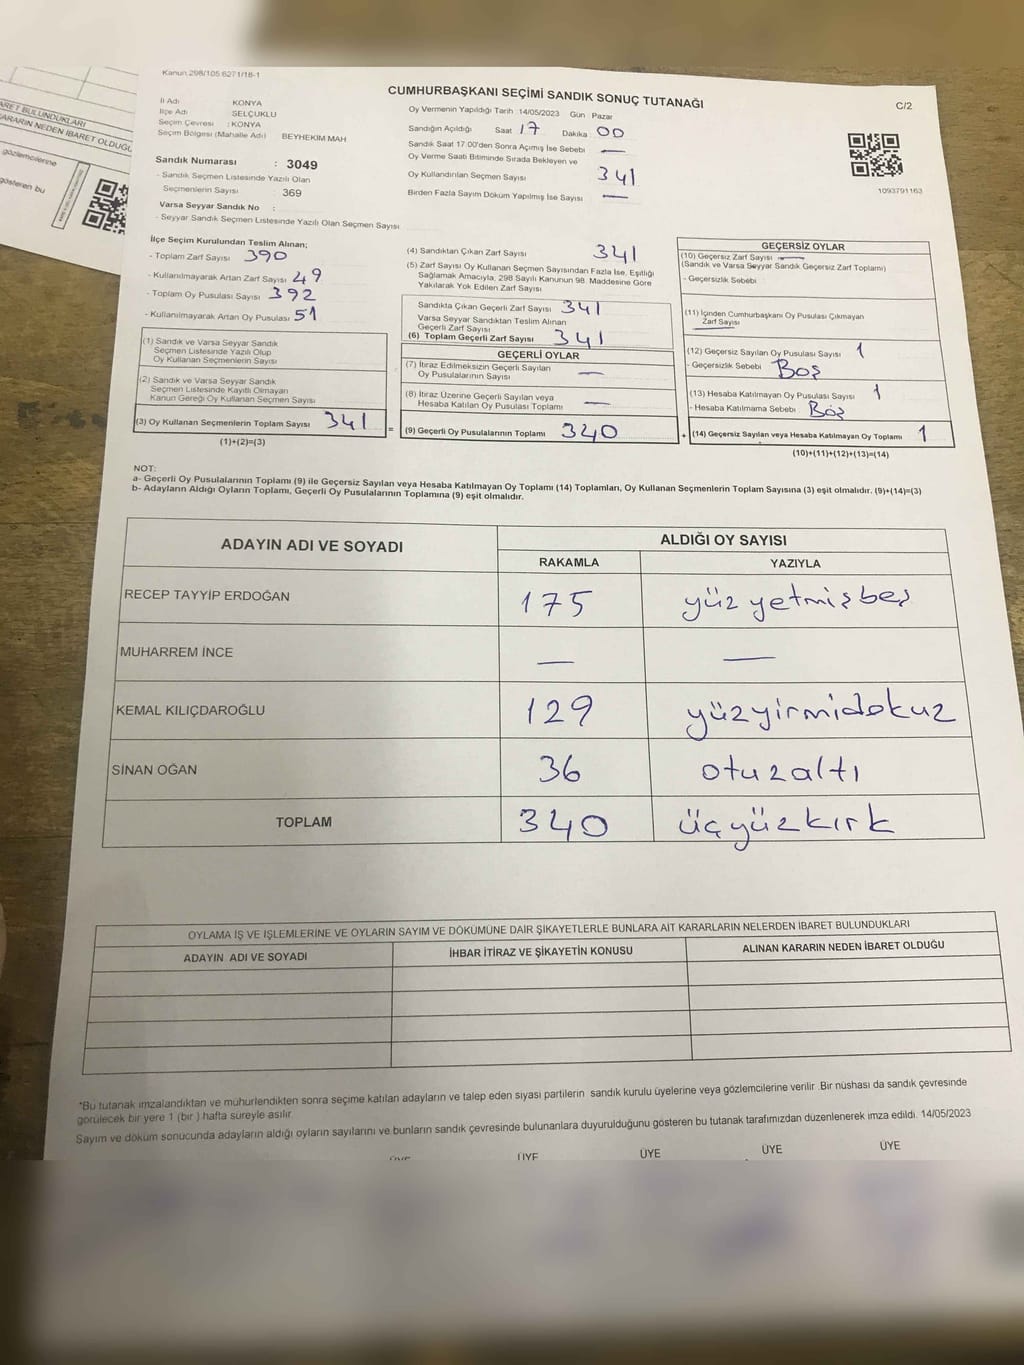 Kanun 298/105 6271/18-1
CUMHURBAŞKANI SEÇİMİ SANDIK SONUÇ TUTANAĞI
C/2
İl Adı KONYA
İlçe Adı SELÇUKLU
Seçim Çevresi : KONYA
Seçim Bölgesi (Mahalle Adı) BEYHEKIM MAH
Sandık Numarası : 3049
- Sandık Seçmen Listesinde Yazılı Olan
Seçmenlerin Sayısı : 369
Varsa Seyyar Sandık No :
- Seyyar Sandık Seçmen Listesinde Yazılı Olan Seçmen Sayısı
Oy Vermenin Yapıldığı Tarih :14/05/2023 Gün Pazar
Sandığın Açıldığı Saat 17 Dakika 00
Sandık Saat 17.00'den Sonra Açımış İse Sebebi —
Oy Verme Saati Bitiminde Sırada Bekleyen ve
Oy Kullandırılan Seçmen Sayısı 341
Birden Fazla Sayım Döküm Yapılmış İse Sayısı —
1093791163
İlçe Seçim Kurulundan Teslim Alınan;
- Toplam Zarf Sayısı 390
- Kullanılmayarak Artan Zarf Sayısı 49
- Toplam Oy Pusulası Sayısı 392
- Kullanılmayarak Artan Oy Pusulası 51
(1) Sandık ve Varsa Seyyar Sandık
Seçmen Listesinde Yazılı Olup
Oy Kullanan Seçmenlerin Sayısı
(2) Sandık ve Varsa Seyyar Sandık
Seçmen Listesinde Kayıtlı Olmayan
Kanun Gereği Oy Kullanan Seçmen Sayısı
(3) Oy Kullanan Seçmenlerin Toplam Sayısı 341
(1)+(2)=(3)
(4) Sandıktan Çıkan Zarf Sayısı 341
(5) Zarf Sayısı Oy Kullanan Seçmen Sayısından Fazla İse, Eşitliği
Sağlamak Amacıyla, 298 Sayılı Kanunun 98. Maddesine Göre
Yakılarak Yok Edilen Zarf Sayısı
Sandıkta Çıkan Geçerli Zarf Sayısı 341
Varsa Seyyar Sandıktan Teslim Alınan
Geçerli Zarf Sayısı
(6) Toplam Geçerli Zarf Sayısı 341
GEÇERLİ OYLAR
(7) İtiraz Edilmeksizin Geçerli Sayılan
Oy Pusulalarının Sayısı —
(8) İtiraz Üzerine Geçerli Sayılan veya
Hesaba Katılan Oy Pusulası Toplamı —
= (9) Geçerli Oy Pusulalarının Toplamı 340
GEÇERSİZ OYLAR
(10) Geçersiz Zarf Sayısı —
(Sandık ve Varsa Seyyar Sandık Geçersiz Zarf Toplamı)
- Geçersizlik Sebebi
(11) İçinden Cumhurbaşkanı Oy Pusulası Çıkmayan
Zarf Sayısı —
(12) Geçersiz Sayılan Oy Pusulası Sayısı 1
- Geçersizlik Sebebi Boş
(13) Hesaba Katılmayan Oy Pusulası Sayısı 1
- Hesaba Katılmama Sebebi Boş
+ (14) Geçersiz Sayılan veya Hesaba Katılmayan Oy Toplamı 1
(10)+(11)+(12)+(13)=(14)
NOT:
a- Geçerli Oy Pusulalarının Toplamı (9) ile Geçersiz Sayılan veya Hesaba Katılmayan Oy Toplamı (14) Toplamları, Oy Kullanan Seçmenlerin Toplam Sayısına (3) eşit olmalıdır. (9)+(14)=(3)
b- Adayların Aldığı Oyların Toplamı, Geçerli Oy Pusulalarının Toplamına (9) eşit olmalıdır.
ADAYIN ADI VE SOYADI ALDIĞI OY SAYISI
RAKAMLA YAZIYLA
RECEP TAYYİP ERDOĞAN 175 yüz yetmiş beş
MUHARREM İNCE — —
KEMAL KILIÇDAROĞLU 129 yüzyirmidokuz
SİNAN OĞAN 36 otuzaltı
TOPLAM 340 üçyüzkırk
OYLAMA İŞ VE İŞLEMLERİNE VE OYLARIN SAYIM VE DÖKÜMÜNE DAİR ŞİKAYETLERLE BUNLARA AİT KARARLARIN NELERDEN İBARET BULUNDUKLARI
ADAYIN ADI VE SOYADI İHBAR İTİRAZ VE ŞİKAYETİN KONUSU ALINAN KARARIN NEDEN İBARET OLDUĞU
*Bu tutanak imzalandıktan ve mühürlendikten sonra seçime katılan adayların ve talep eden siyasi partilerin sandık kurulu üyelerine veya gözlemcilerine verilir. Bir nüshası da sandık çevresinde
görülecek bir yere 1 (bir ) hafta süreyle asılır.
Sayım ve döküm sonucunda adayların aldığı oyların sayılarını ve bunların sandık çevresinde bulunanlara duyurulduğunu gösteren bu tutanak tarafımızdan düzenlenerek imza edildi. 14/05/2023
ÜYE ÜYE ÜYE ÜYE
ARET BULUNDUKLARI
KARARIN NEDEN İBARET OLDUĞU
gözlemcilerine
gösteren bu